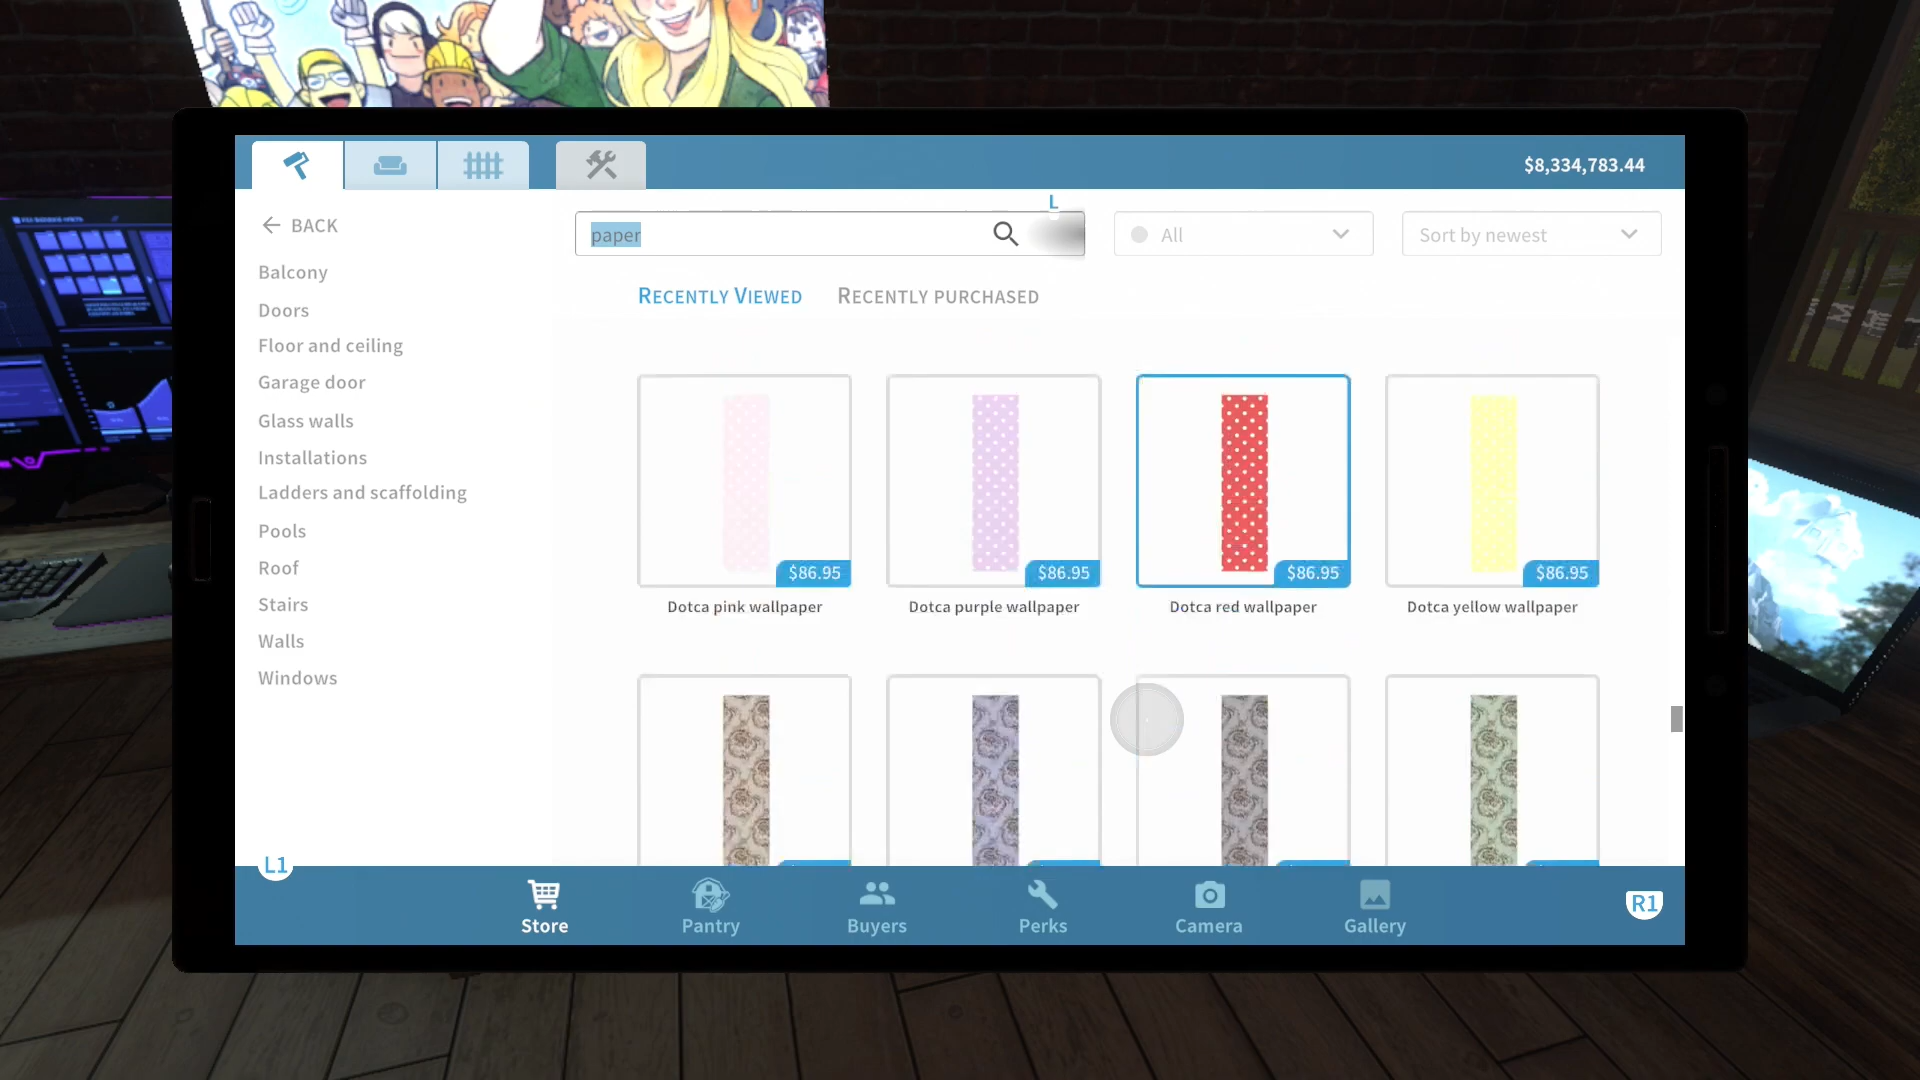 $8,334,783.44
BACK
L
paper
All
Sort by newest
RECENTLY VIEWED
RECENTLY PURCHASED
Balcony
Doors
Floor and ceiling
Garage door
Glass walls
Installations
Ladders and scaffolding
Pools
Roof
Stairs
Walls
Windows
$86.95
$86.95
$86.95
$86.95
Dotca pink wallpaper
Dotca purple wallpaper
Dotca red wallpaper
Dotca yellow wallpaper
L1
Store
Pantry
Buyers
Perks
Camera
Gallery
R1